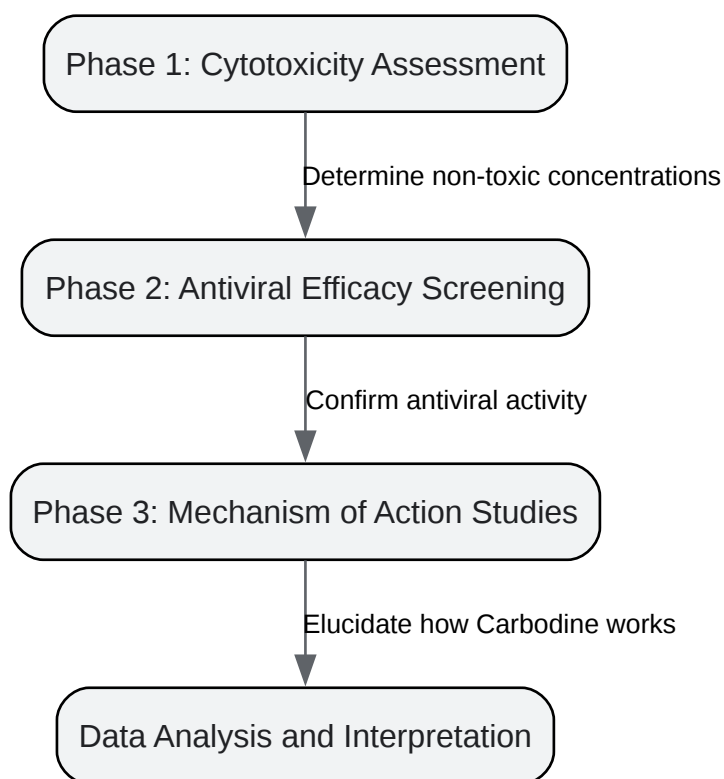 Phase 1: Cytotoxicity Assessment
Determine non-toxic concentrations
Phase 2: Antiviral Efficacy Screening
Confirm antiviral activity
Phase 3: Mechanism of Action Studies
Elucidate how Carbodine works
Data Analysis and Interpretation